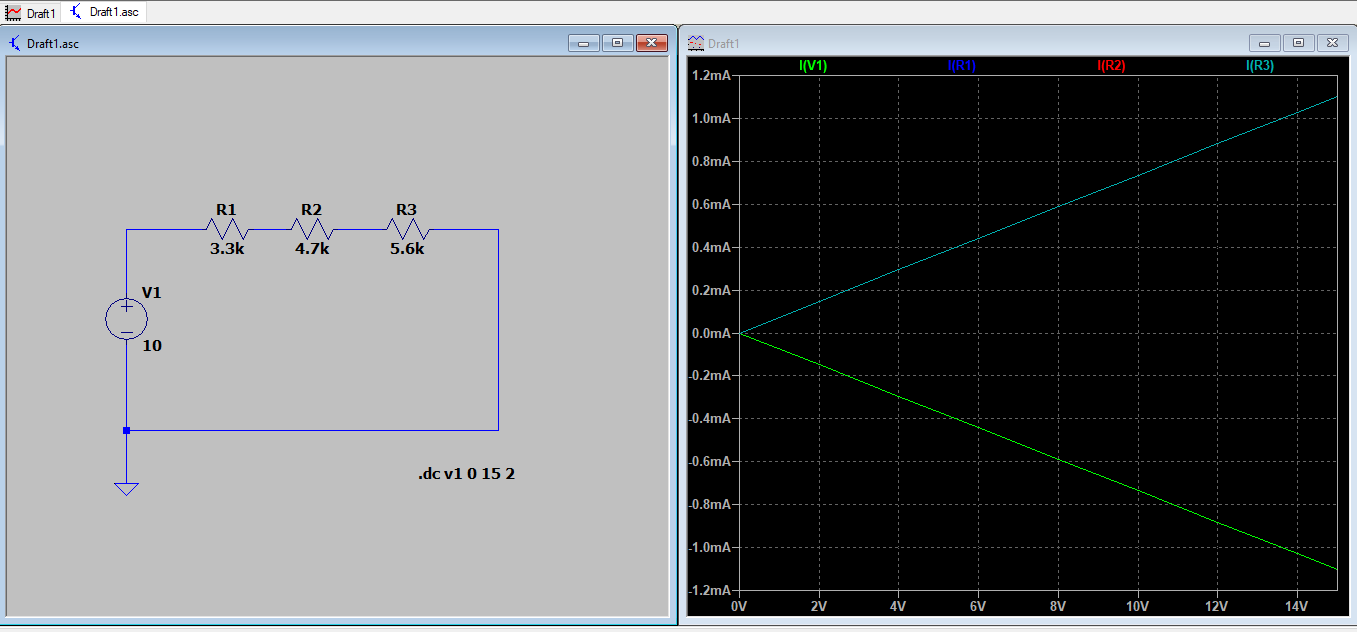 Draft1 Draft1.asc
Draft1.asc
R1 R2 R3
3.3k 4.7k 5.6k
V1
10
.dc v1 0 15 2
Draft1
I(V1) I(R1) I(R2) I(R3)
1.2mA
1.0mA
0.8mA
0.6mA
0.4mA
0.2mA
0.0mA
-0.2mA
-0.4mA
-0.6mA
-0.8mA
-1.0mA
-1.2mA
0V 2V 4V 6V 8V 10V 12V 14V